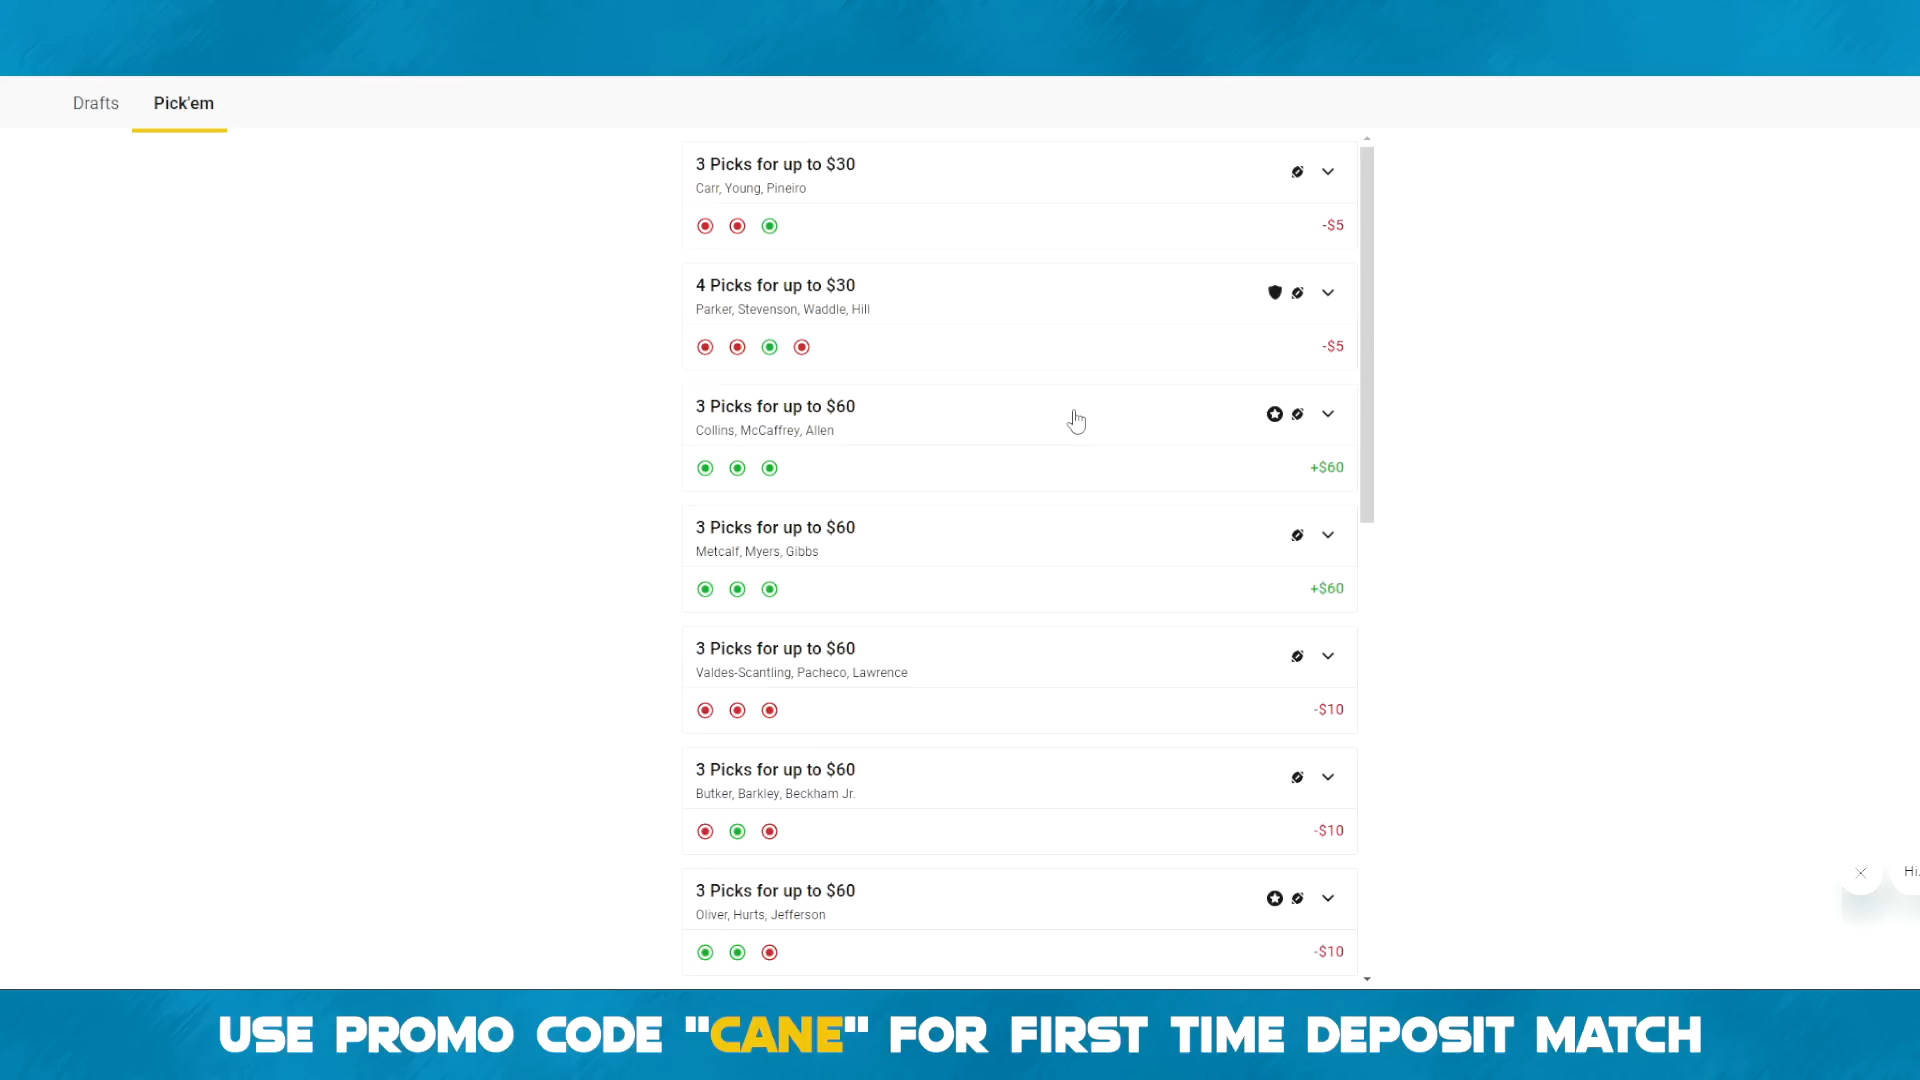 Drafts
Pick'em
3 Picks for up to $30
Carr, Young, Pineiro
-$5
4 Picks for up to $30
Parker, Stevenson, Waddle, Hill
-$5
3 Picks for up to $60
Collins, McCaffrey, Allen
+$60
3 Picks for up to $60
Metcalf, Myers, Gibbs
+$60
3 Picks for up to $60
Valdes-Scantling, Pacheco, Lawrence
-$10
3 Picks for up to $60
Butker, Barkley, Beckham Jr.
-$10
Hi.
3 Picks for up to $60
Oliver, Hurts, Jefferson
-$10
USE PROMO CODE "CANE" FOR FIRST TIME DEPOSIT MATCH